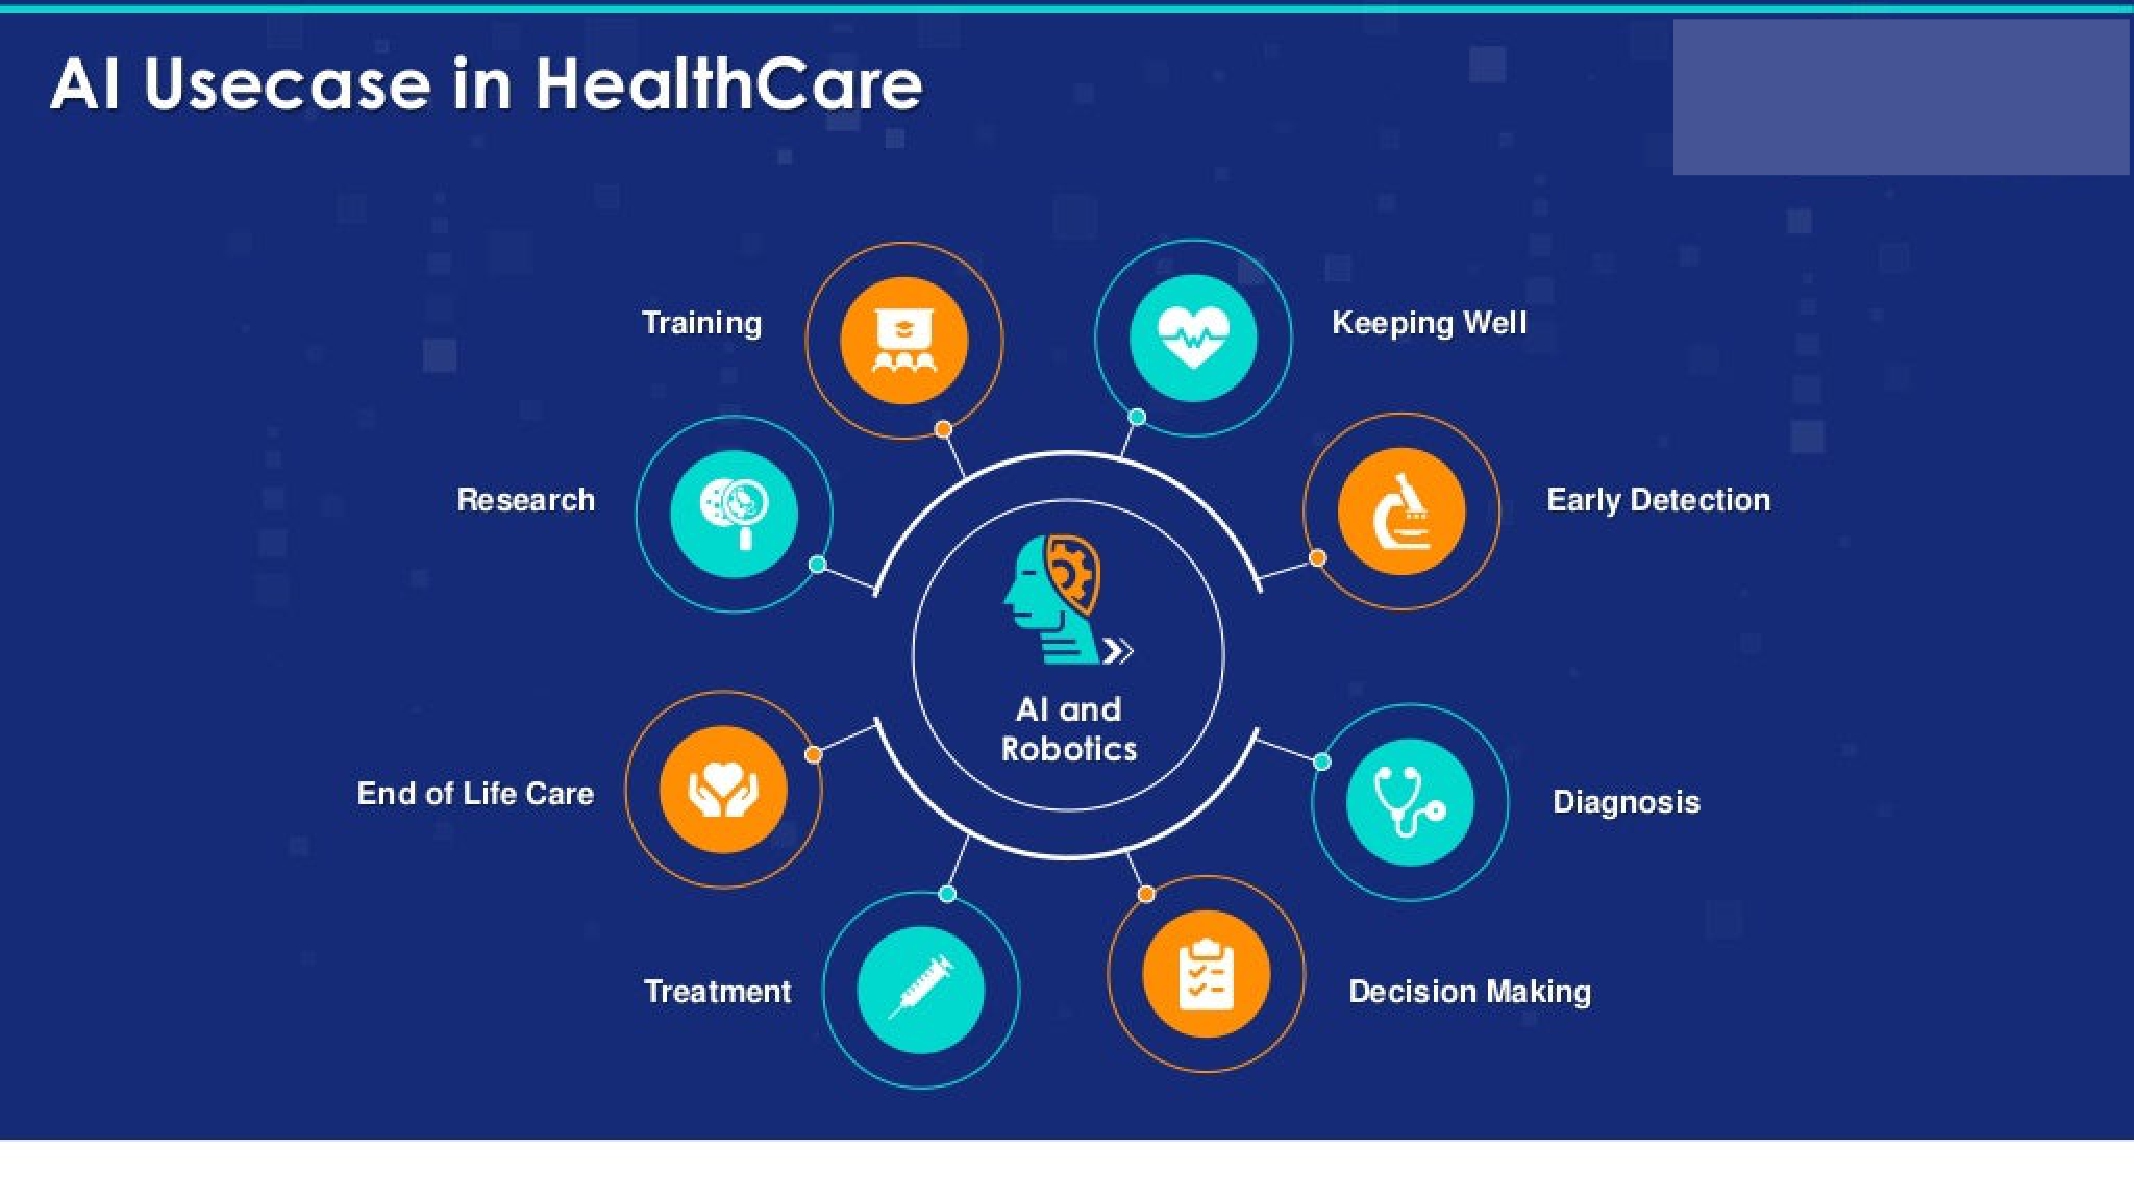 AI Usecase in HealthCare
Training
Keeping Well
Research
Early Detection
AI and
Robotics
End of Life Care
Diagnosis
Treatment
Decision Making